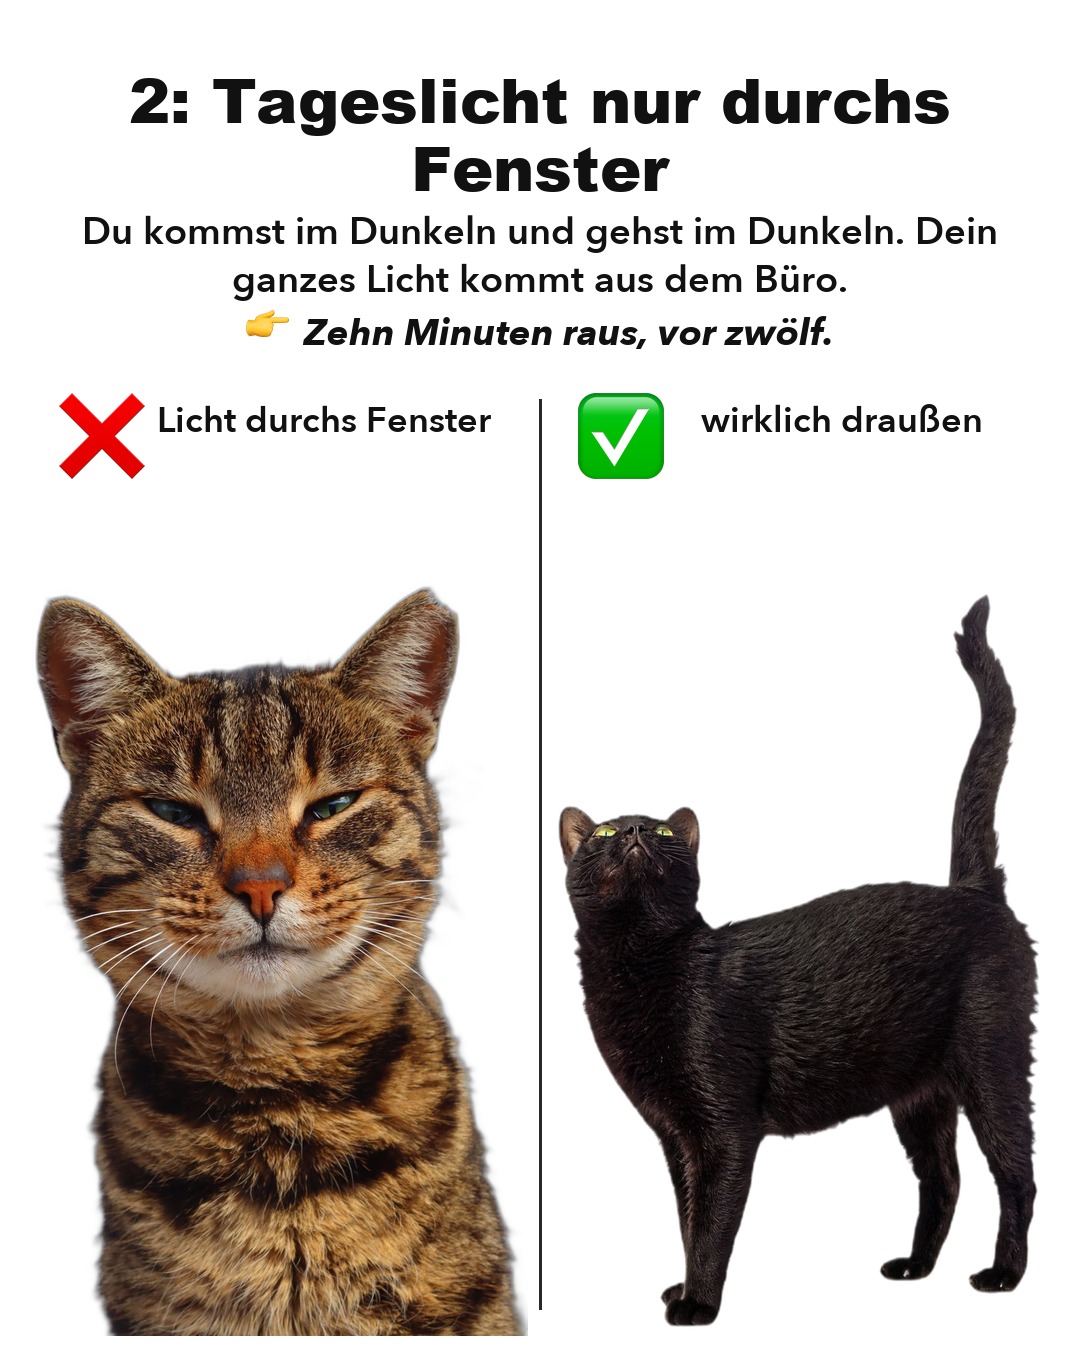 2: Tageslicht nur durchs
Fenster
Du kommst im Dunkeln und gehst im Dunkeln. Dein
ganzes Licht kommt aus dem Büro.
👉 Zehn Minuten raus, vor zwölf.
❌ Licht durchs Fenster
✅ wirklich draußen